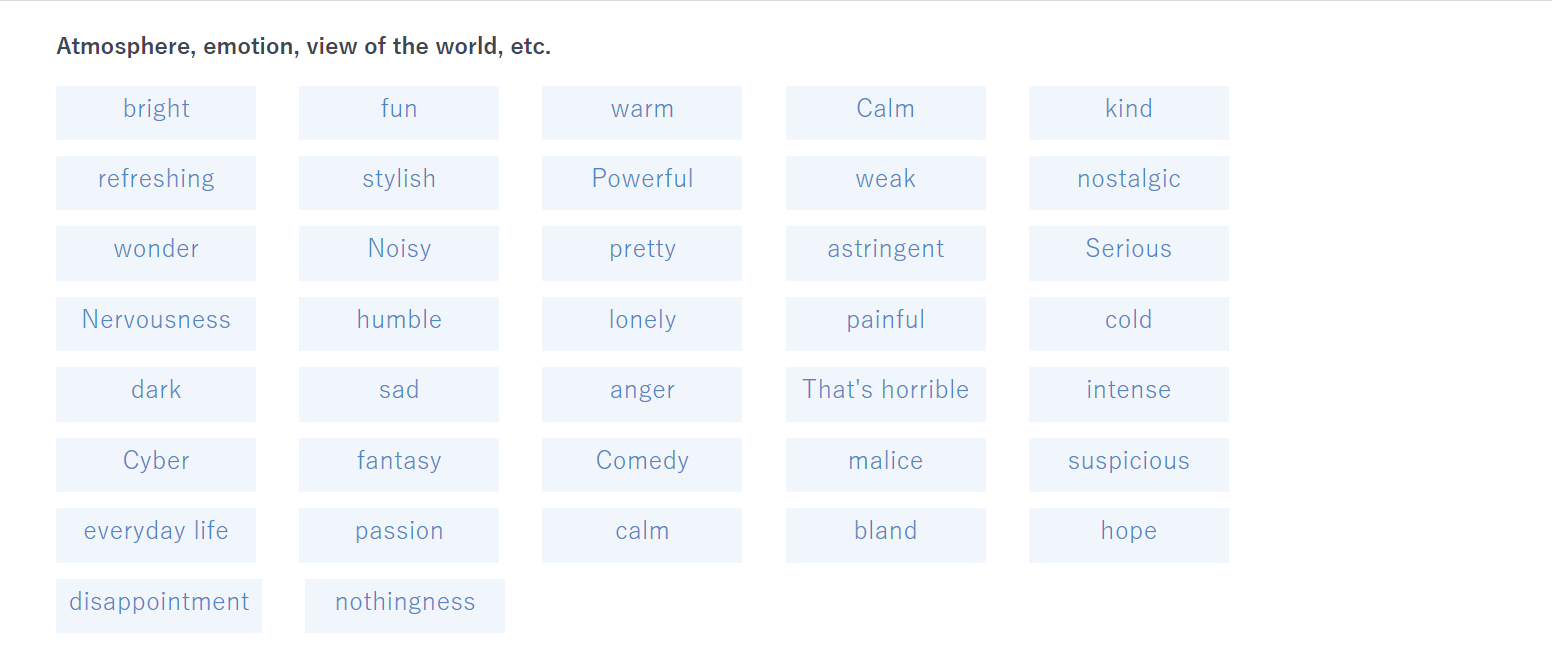 Atmosphere, emotion, view of the world, etc.
bright fun warm Calm kind
refreshing stylish Powerful weak nostalgic
wonder Noisy pretty astringent Serious
Nervousness humble lonely painful cold
dark sad anger That's horrible intense
Cyber fantasy Comedy malice suspicious
everyday life passion calm bland hope
disappointment nothingness